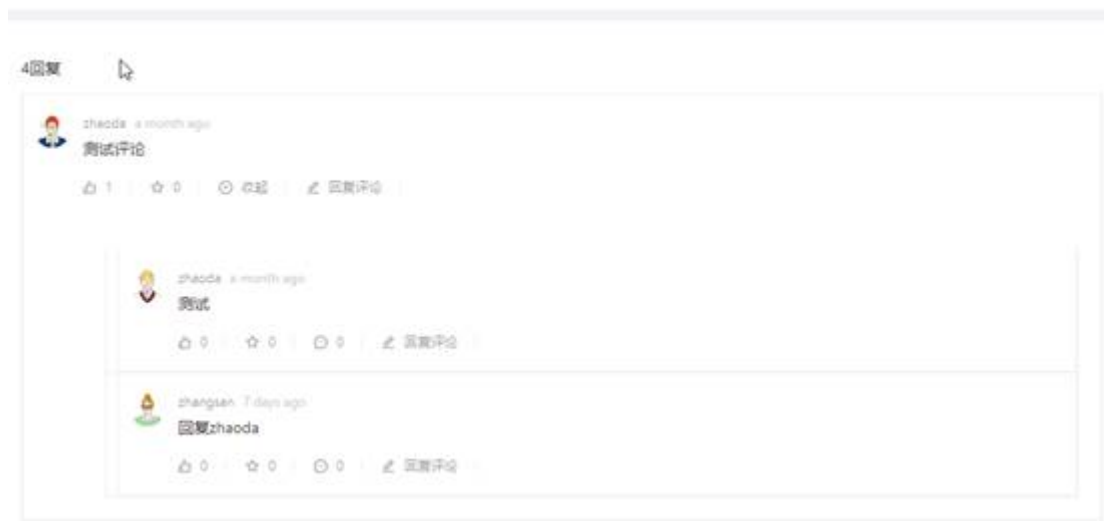 4回复
zhaoda a month ago
测试评论
1 0 收起 回复评论
zhaoda a month ago
测试
0 0 0 回复评论
zhangsan 7 days ago
回复zhaoda
0 0 0 回复评论